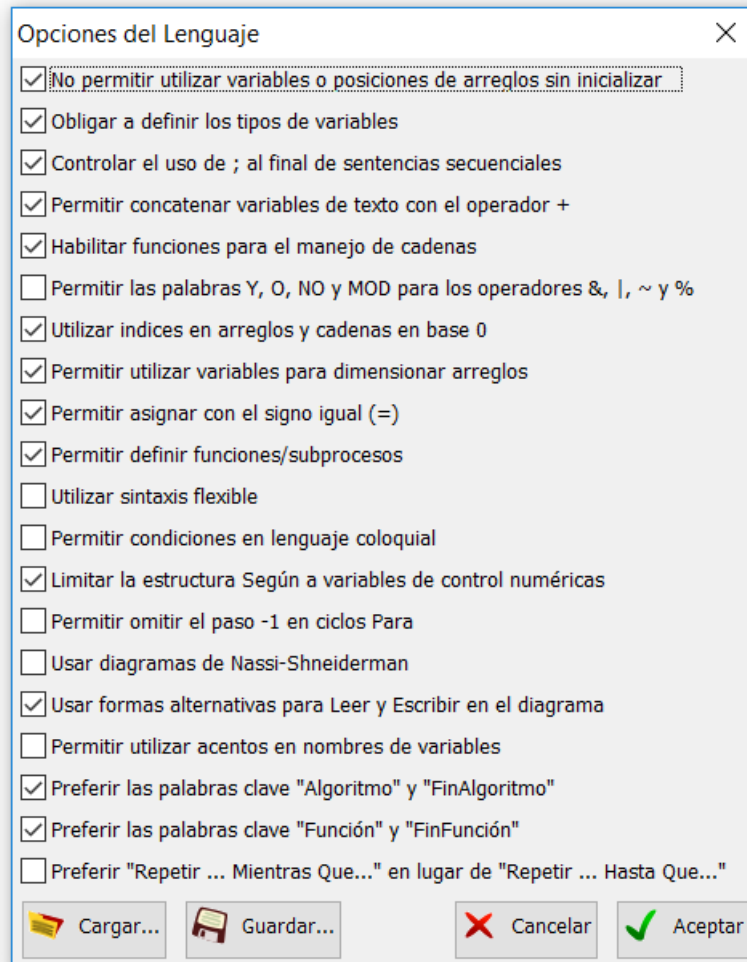 Opciones del Lenguaje
No permitir utilizar variables o posiciones de arreglos sin inicializar
Obligar a definir los tipos de variables
Controlar el uso de ; al final de sentencias secuenciales
Permitir concatenar variables de texto con el operador +
Habilitar funciones para el manejo de cadenas
Permitir las palabras Y, O, NO y MOD para los operadores &, |, ~ y %
Utilizar indices en arreglos y cadenas en base 0
Permitir utilizar variables para dimensionar arreglos
Permitir asignar con el signo igual (=)
Permitir definir funciones/subprocesos
Utilizar sintaxis flexible
Permitir condiciones en lenguaje coloquial
Limitar la estructura Según a variables de control numéricas
Permitir omitir el paso -1 en ciclos Para
Usar diagramas de Nassi-Shneiderman
Usar formas alternativas para Leer y Escribir en el diagrama
Permitir utilizar acentos en nombres de variables
Preferir las palabras clave "Algoritmo" y "FinAlgoritmo"
Preferir las palabras clave "Función" y "FinFunción"
Preferir "Repetir ... Mientras Que..." en lugar de "Repetir ... Hasta Que..."
Cargar... Guardar... Cancelar Aceptar